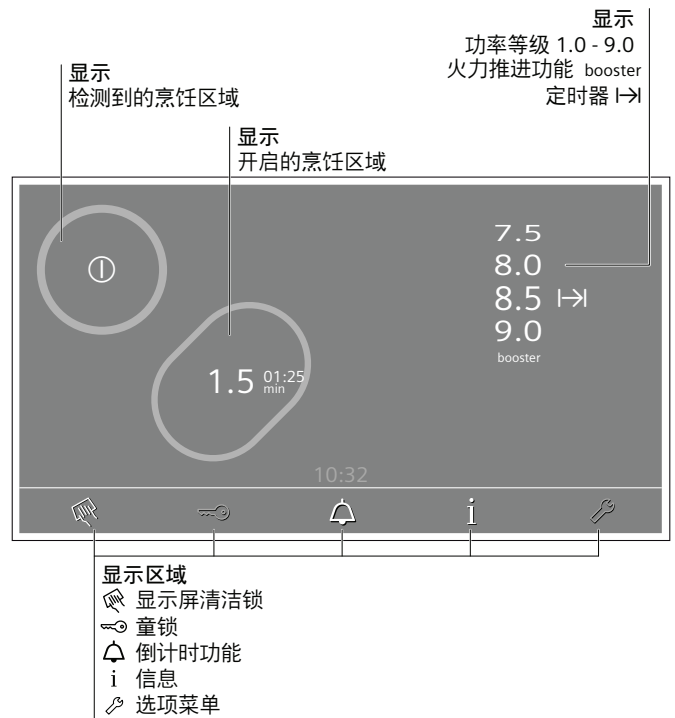 显示
功率等级 1.0 - 9.0
火力推进功能 booster
定时器
显示
检测到的烹饪区域
显示
开启的烹饪区域
7.5
8.0
8.5
9.0
booster
1.5 01:25
min
10:32
i
显示区域
显示屏清洁锁
童锁
倒计时功能
i 信息
选项菜单